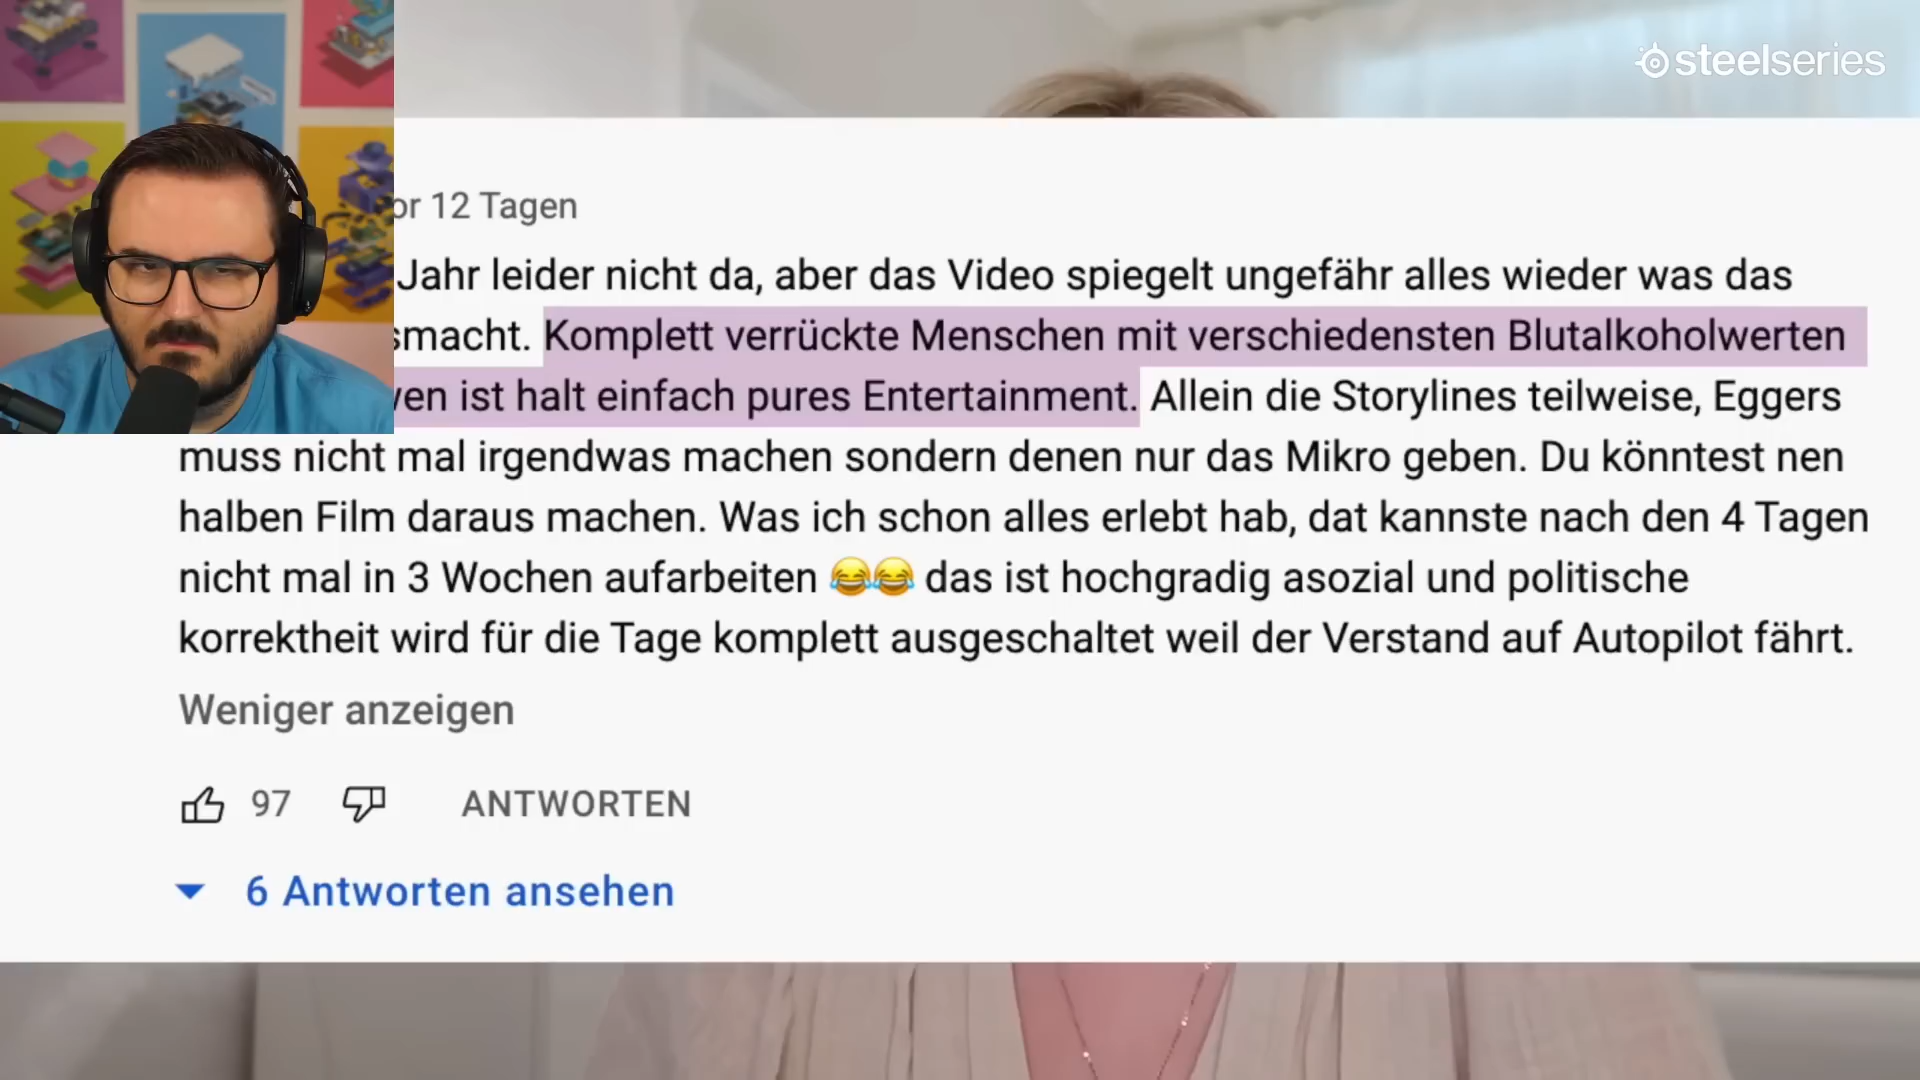 steelseries
or 12 Tagen
Jahr leider nicht da, aber das Video spiegelt ungefähr alles wieder was das
smacht. Komplett verrückte Menschen mit verschiedensten Blutalkoholwerten
ist halt einfach pures Entertainment. Allein die Storylines teilweise, Eggers
muss nicht mal irgendwas machen sondern denen nur das Mikro geben. Du könntest nen
halben Film daraus machen. Was ich schon alles erlebt hab, dat kannste nach den 4 Tagen
nicht mal in 3 Wochen aufarbeiten 😂😂 das ist hochgradig asozial und politische
korrektheit wird für die Tage komplett ausgeschaltet weil der Verstand auf Autopilot fährt.
Weniger anzeigen
97 ANTWORTEN
6 Antworten ansehen